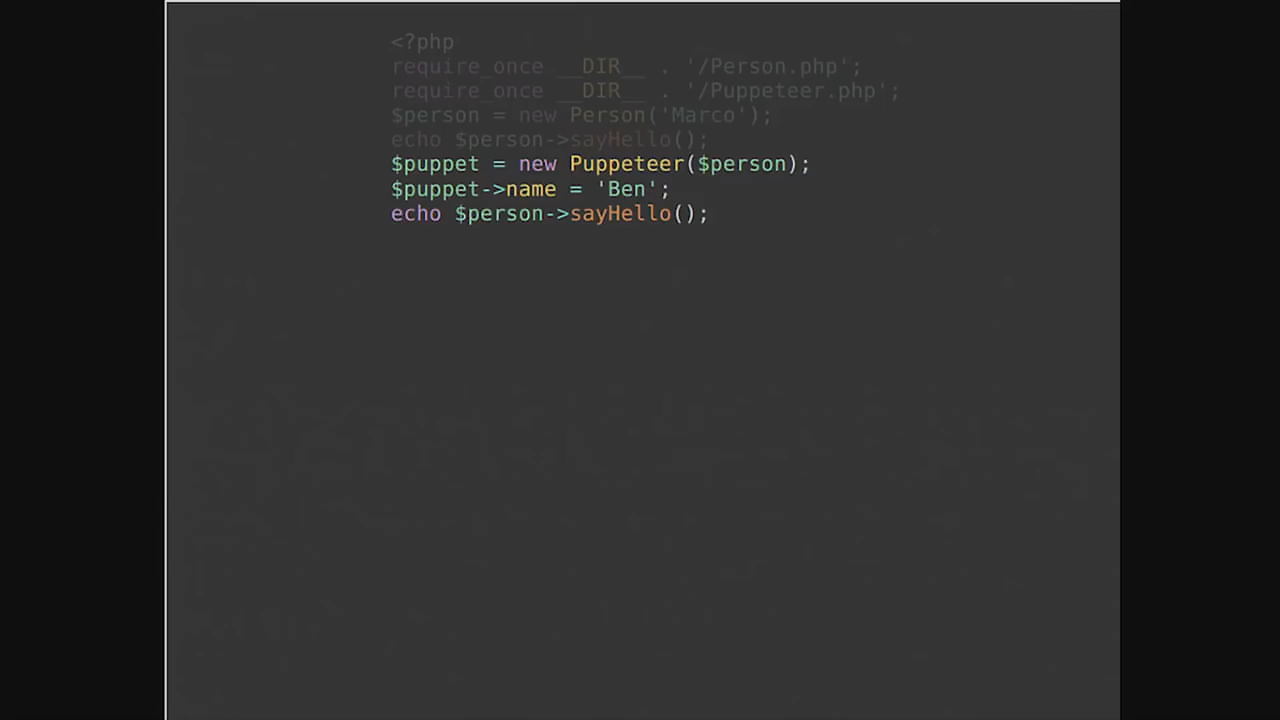 <?php
require_once __DIR__ . '/Person.php';
require_once __DIR__ . '/Puppeteer.php';
$person = new Person('Marco');
echo $person->sayHello();
$puppet = new Puppeteer($person);
$puppet->name = 'Ben';
echo $person->sayHello();